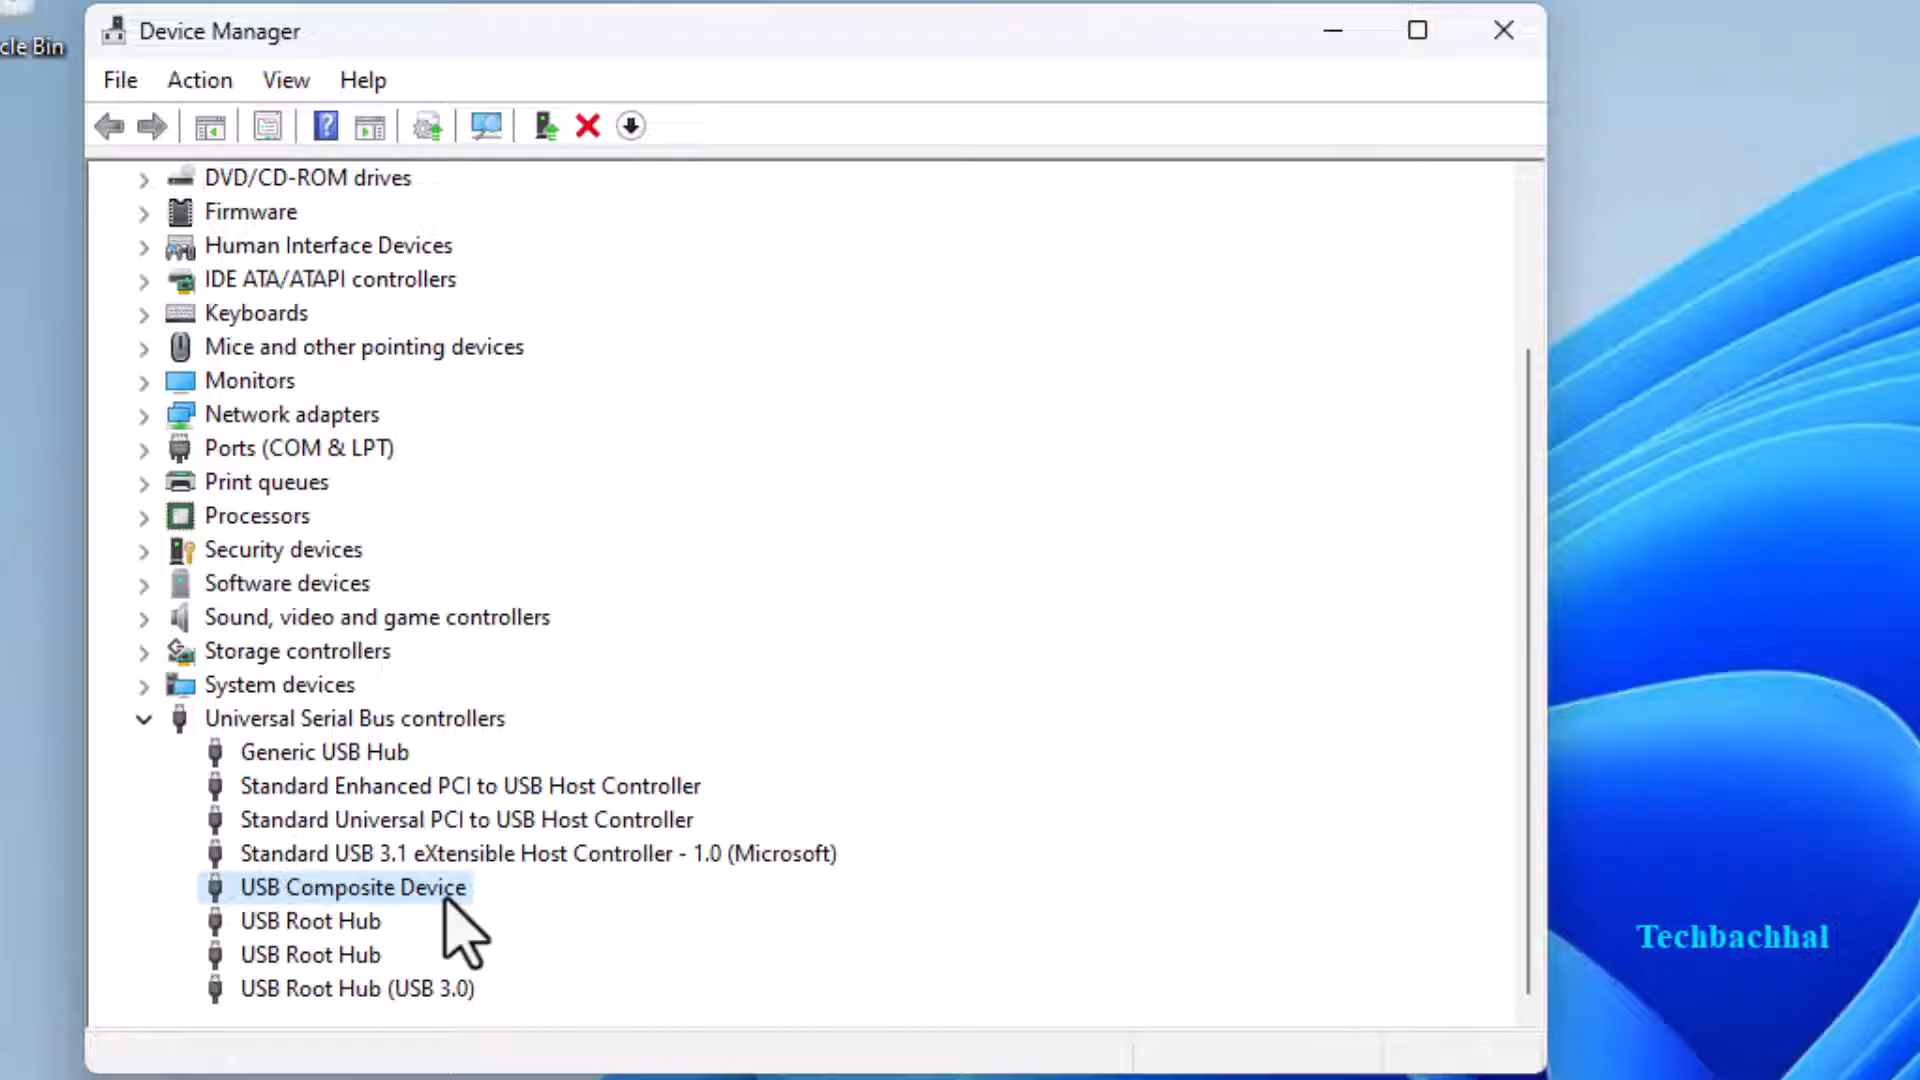 cle Bin
Device Manager
File Action View Help
DVD/CD-ROM drives
Firmware
Human Interface Devices
IDE ATA/ATAPI controllers
Keyboards
Mice and other pointing devices
Monitors
Network adapters
Ports (COM & LPT)
Print queues
Processors
Security devices
Software devices
Sound, video and game controllers
Storage controllers
System devices
Universal Serial Bus controllers
Generic USB Hub
Standard Enhanced PCI to USB Host Controller
Standard Universal PCI to USB Host Controller
Standard USB 3.1 eXtensible Host Controller - 1.0 (Microsoft)
USB Composite Device
USB Root Hub
USB Root Hub
USB Root Hub (USB 3.0)
Techbachhal